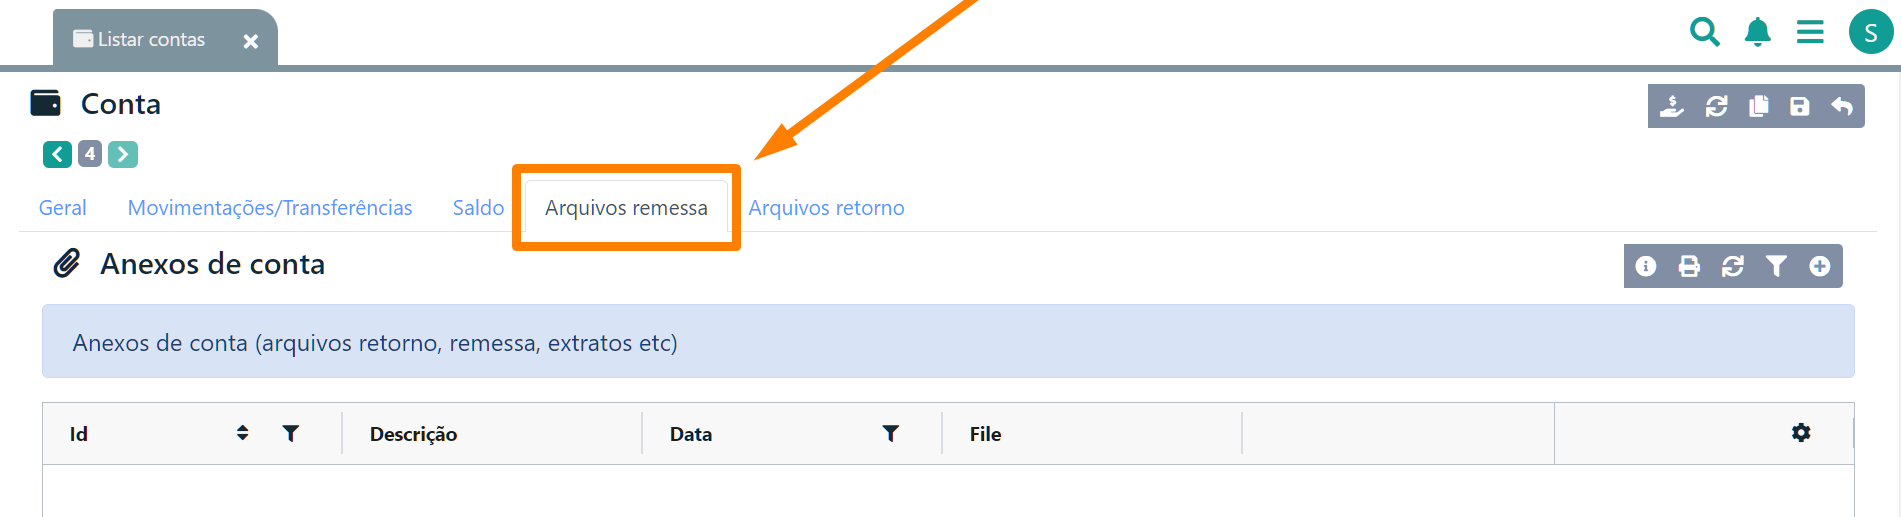 Listar contas
S
Conta
4
Geral Movimentações/Transferências Saldo Arquivos remessa Arquivos retorno
Anexos de conta
Anexos de conta (arquivos retorno, remessa, extratos etc)
Id Descrição Data File